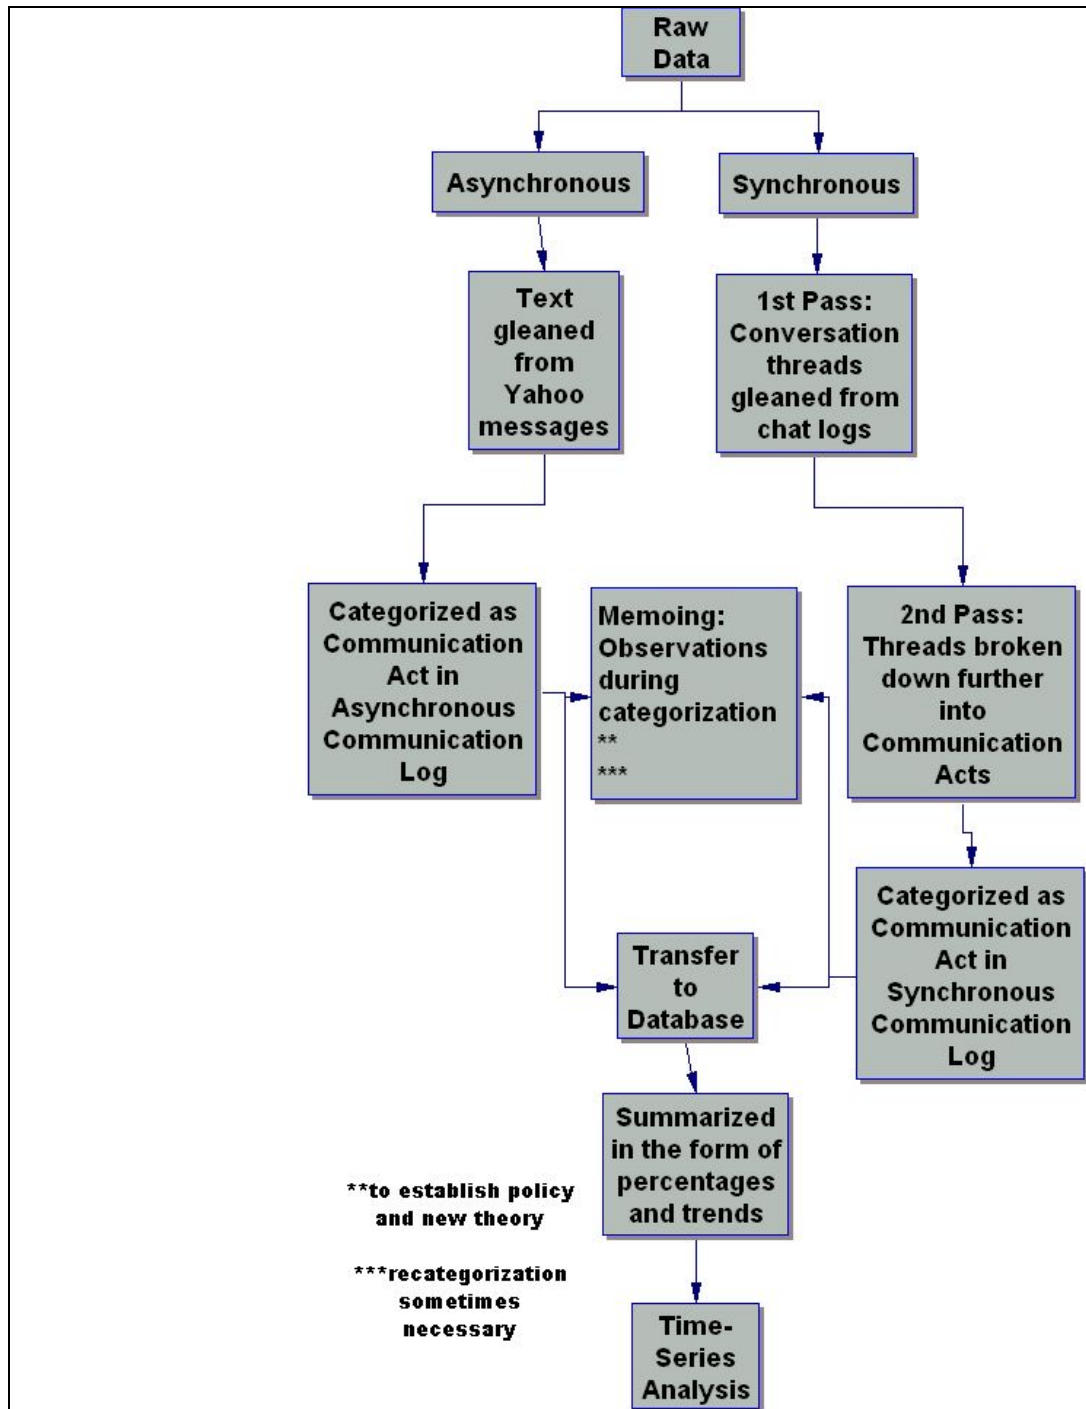 Raw
Data
Asynchronous
Synchronous
Text
gleaned
from
Yahoo
messages
1st Pass:
Conversation
threads
gleaned from
chat logs
Categorized as
Communication
Act in
Asynchronous
Communication
Log
Memoing:
Observations
during
categorization
**
***
2nd Pass:
Threads broken
down further
into
Communication
Acts
Categorized as
Communication
Act in
Synchronous
Communication
Log
Transfer
to
Database
Summarized
in the form of
percentages
and trends
**to establish policy
and new theory
***recategorization
sometimes
necessary
Time-
Series
Analysis